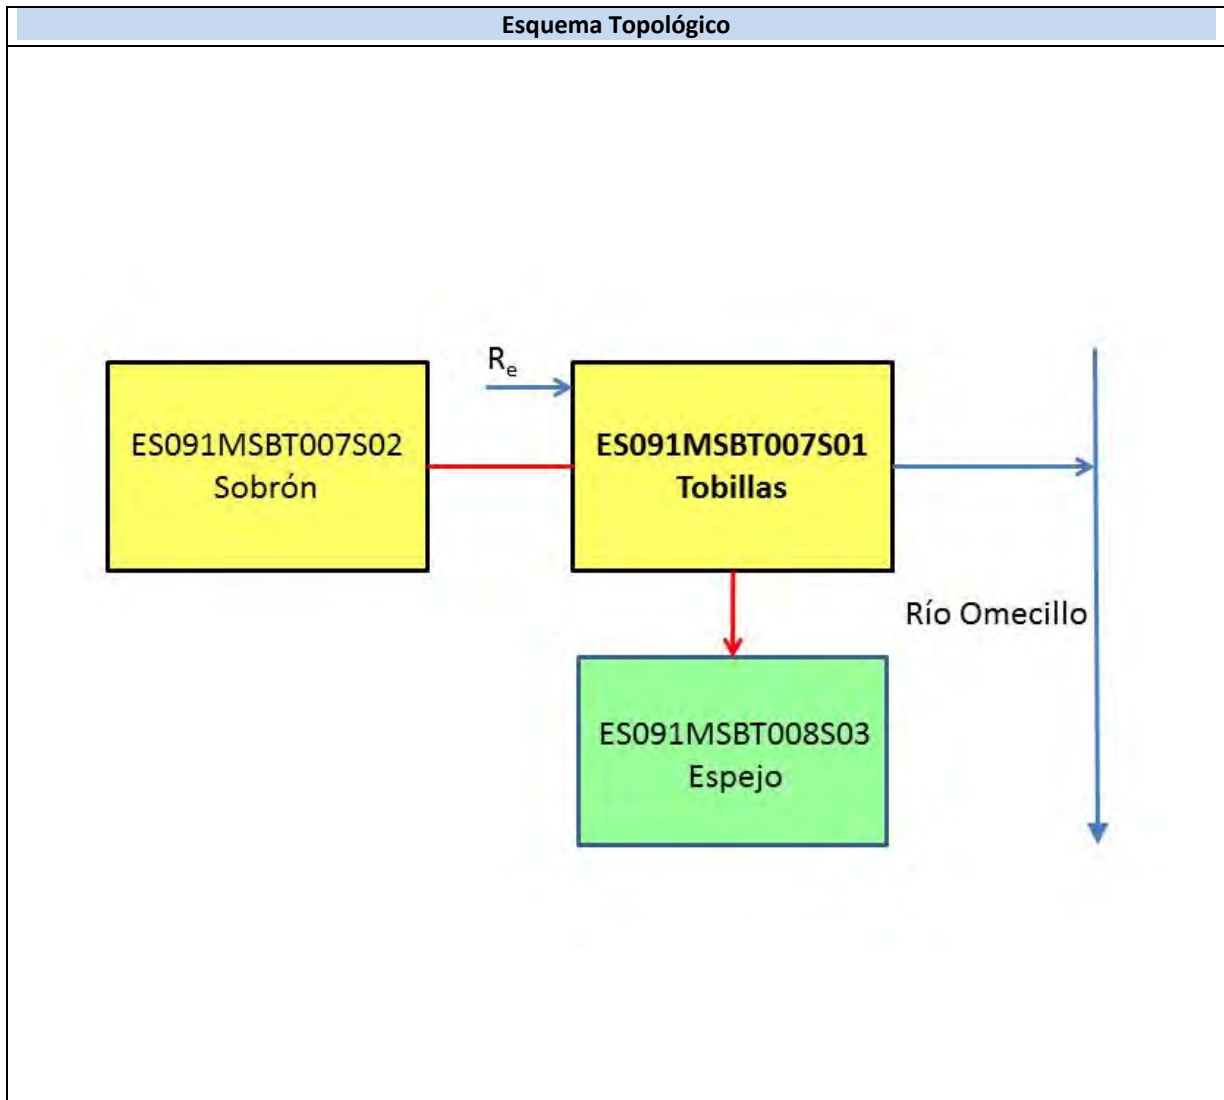 Esquema Topológico
Rₑ
ES091MSBT007S02
Sobrón
ES091MSBT007S01
Tobillas
Río Omecillo
ES091MSBT008S03
Espejo